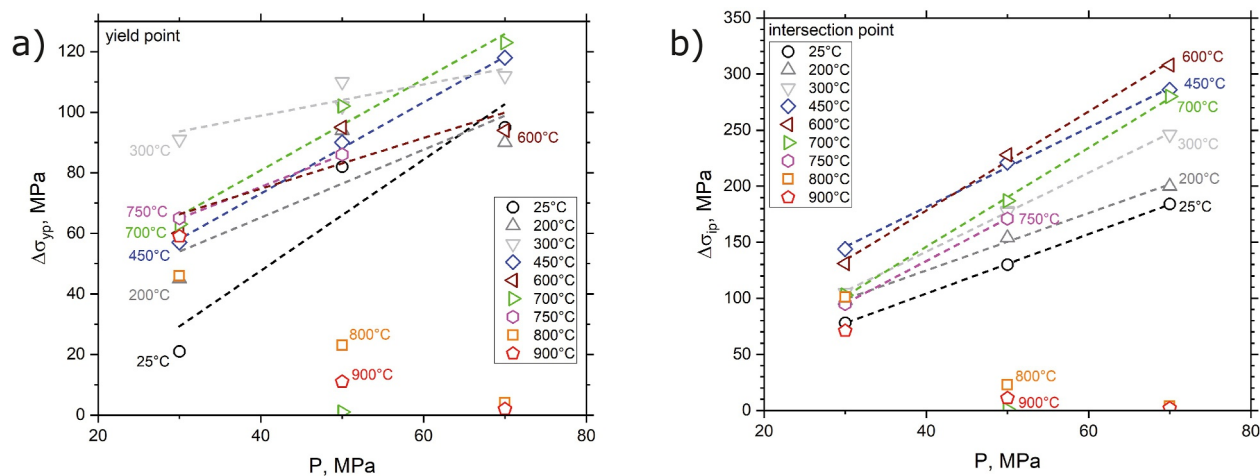 a)
yield point
Δσyp, MPa
120
100
80
60
40
20
0
300°C
750°C
700°C
450°C
200°C
25°C
600°C
800°C
900°C
25°C
200°C
300°C
450°C
600°C
700°C
750°C
800°C
900°C
20
40
60
80
P, MPa
b)
intersection point
25°C
200°C
300°C
450°C
600°C
700°C
750°C
800°C
900°C
Δσip, MPa
350
300
250
200
150
100
50
0
600°C
450°C
700°C
300°C
200°C
25°C
750°C
800°C
900°C
20
40
60
80
P, MPa